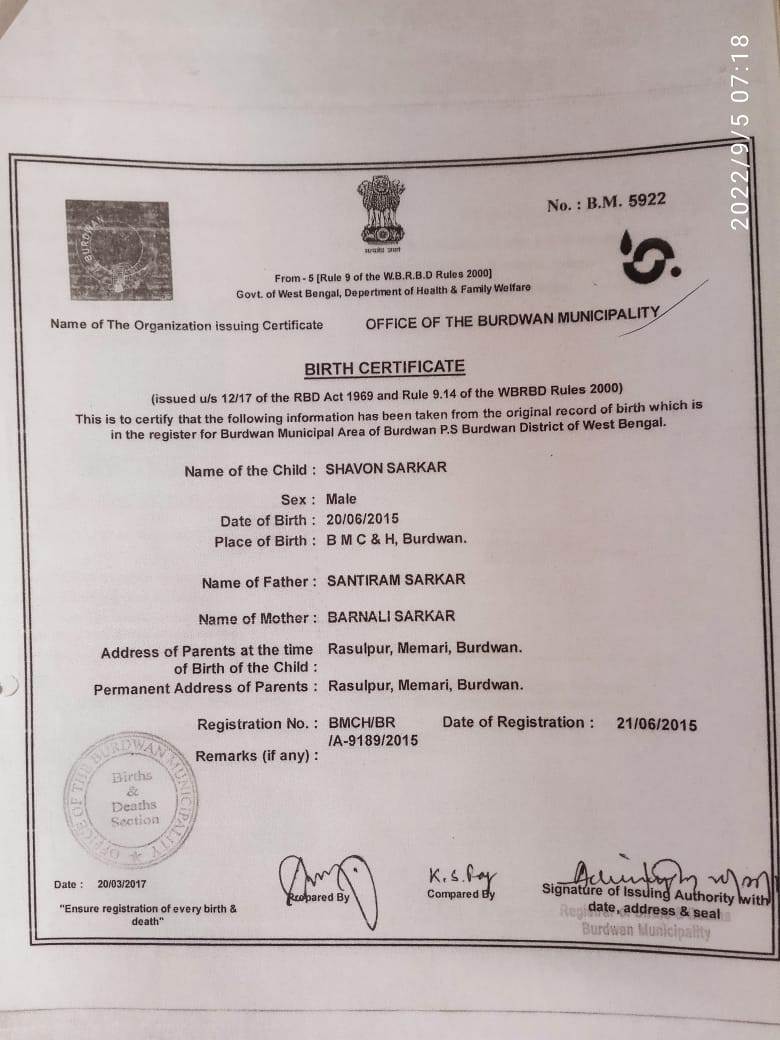 2022/9/5 07:18
BURDWAN
सत्यमेव जयते
No. : B.M. 5922
From - 5 [Rule 9 of the W.B.R.B.D Rules 2000]
Govt. of West Bengal, Depertment of Health & Family Welfare
Name of The Organization issuing Certificate OFFICE OF THE BURDWAN MUNICIPALITY
BIRTH CERTIFICATE
(issued u/s 12/17 of the RBD Act 1969 and Rule 9.14 of the WBRBD Rules 2000)
This is to certify that the following information has been taken from the original record of birth which is
in the register for Burdwan Municipal Area of Burdwan P.S Burdwan District of West Bengal.
Name of the Child : SHAVON SARKAR
Sex : Male
Date of Birth : 20/06/2015
Place of Birth : B M C & H, Burdwan.
Name of Father : SANTIRAM SARKAR
Name of Mother : BARNALI SARKAR
Address of Parents at the time Rasulpur, Memari, Burdwan.
of Birth of the Child :
Permanent Address of Parents : Rasulpur, Memari, Burdwan.
Registration No. : BMCH/BR Date of Registration : 21/06/2015
/A-9189/2015
Remarks (if any) :
OFFICE OF THE BURDWAN MUNICIPALITY
Births
&
Deaths
Section
Date : 20/03/2017
"Ensure registration of every birth &
death"
Prepared By
K.S. Roy
Compared By
Signature of Issuing Authority with
date, address & seal
Burdwan Municipality